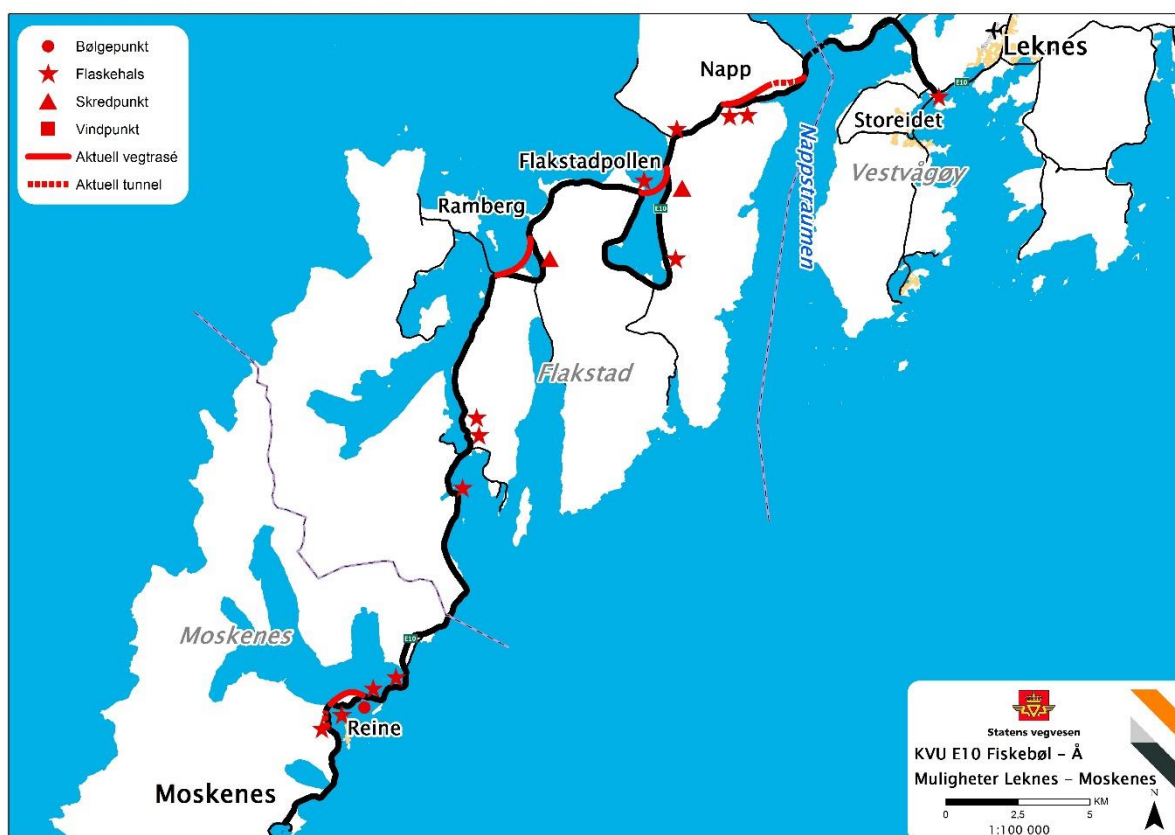 Bølgepunkt
Flaskehals
Skredpunkt
Vindpunkt
Aktuell vegtrasé
Aktuell tunnel
Leknes
Napp
E10
Storeidet
Flakstadpollen
Nappstraumen
Vestvågøy
Ramberg
E10
Flakstad
Moskenes
E10
Reine
Moskenes
Statens vegvesen
KVU E10 Fiskebøl – Å
Muligheter Leknes – Moskenes
N
0 2,5 5 KM
1:100 000